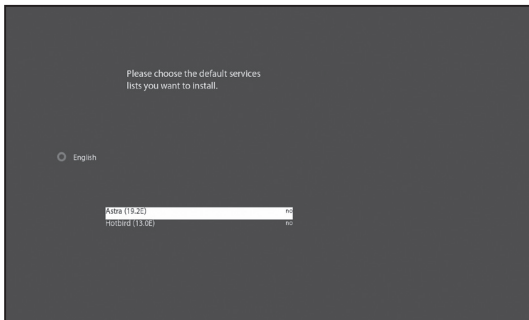 Please choose the default services
lists you want to install.
English
Astra (19.2E) no
Hotbird (13.0E) no